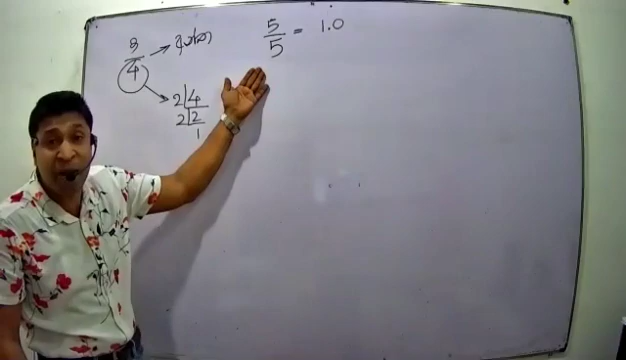 3/4 →
2|4
2|2
1
5/5 = 1.0